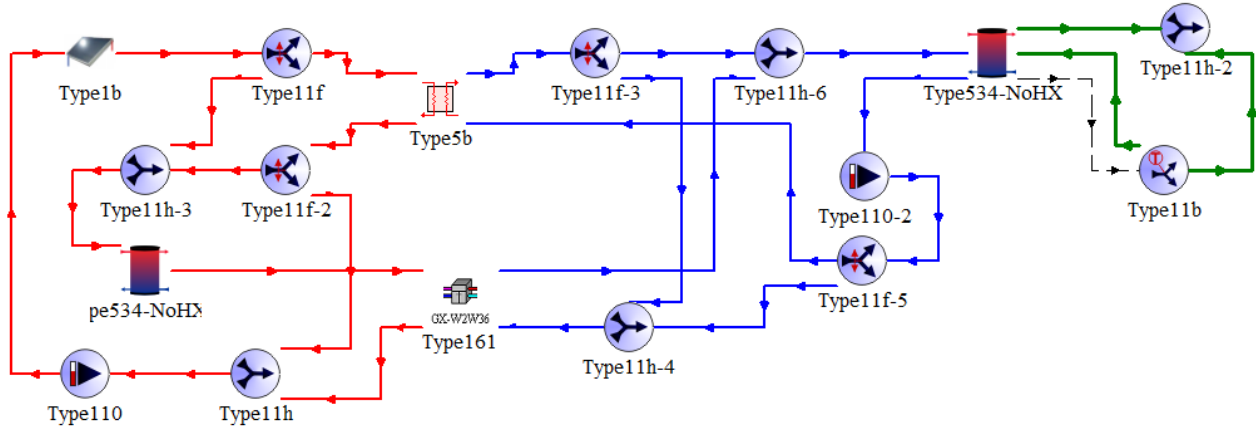 Type1b
Type11f
Type5b
Type11f-3
Type11h-6
Type534-NoHX
Type11h-2
Type11h-3
Type11f-2
Type110-2
Type11b
pe534-NoHX
GX-W2W36
Type161
Type11f-5
Type11h-4
Type110
Type11h
T